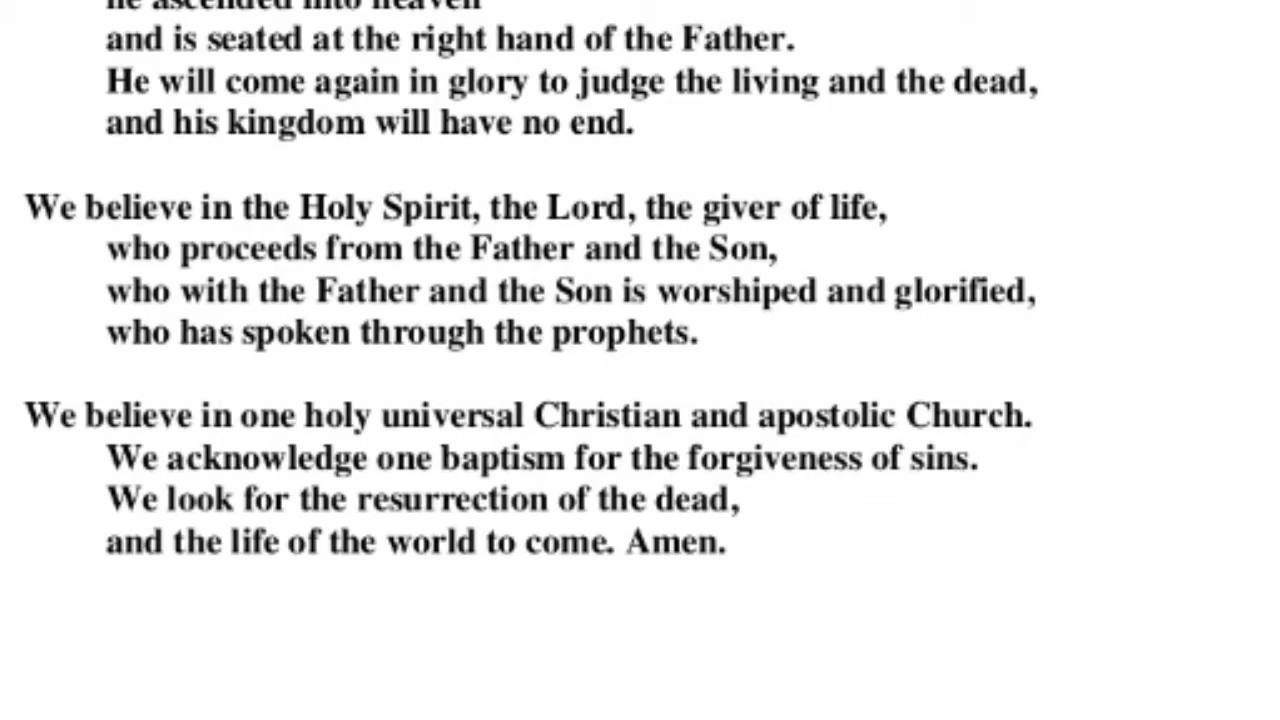 he ascended into heaven
and is seated at the right hand of the Father.
He will come again in glory to judge the living and the dead,
and his kingdom will have no end.
We believe in the Holy Spirit, the Lord, the giver of life,
who proceeds from the Father and the Son,
who with the Father and the Son is worshiped and glorified,
who has spoken through the prophets.
We believe in one holy universal Christian and apostolic Church.
We acknowledge one baptism for the forgiveness of sins.
We look for the resurrection of the dead,
and the life of the world to come. Amen.